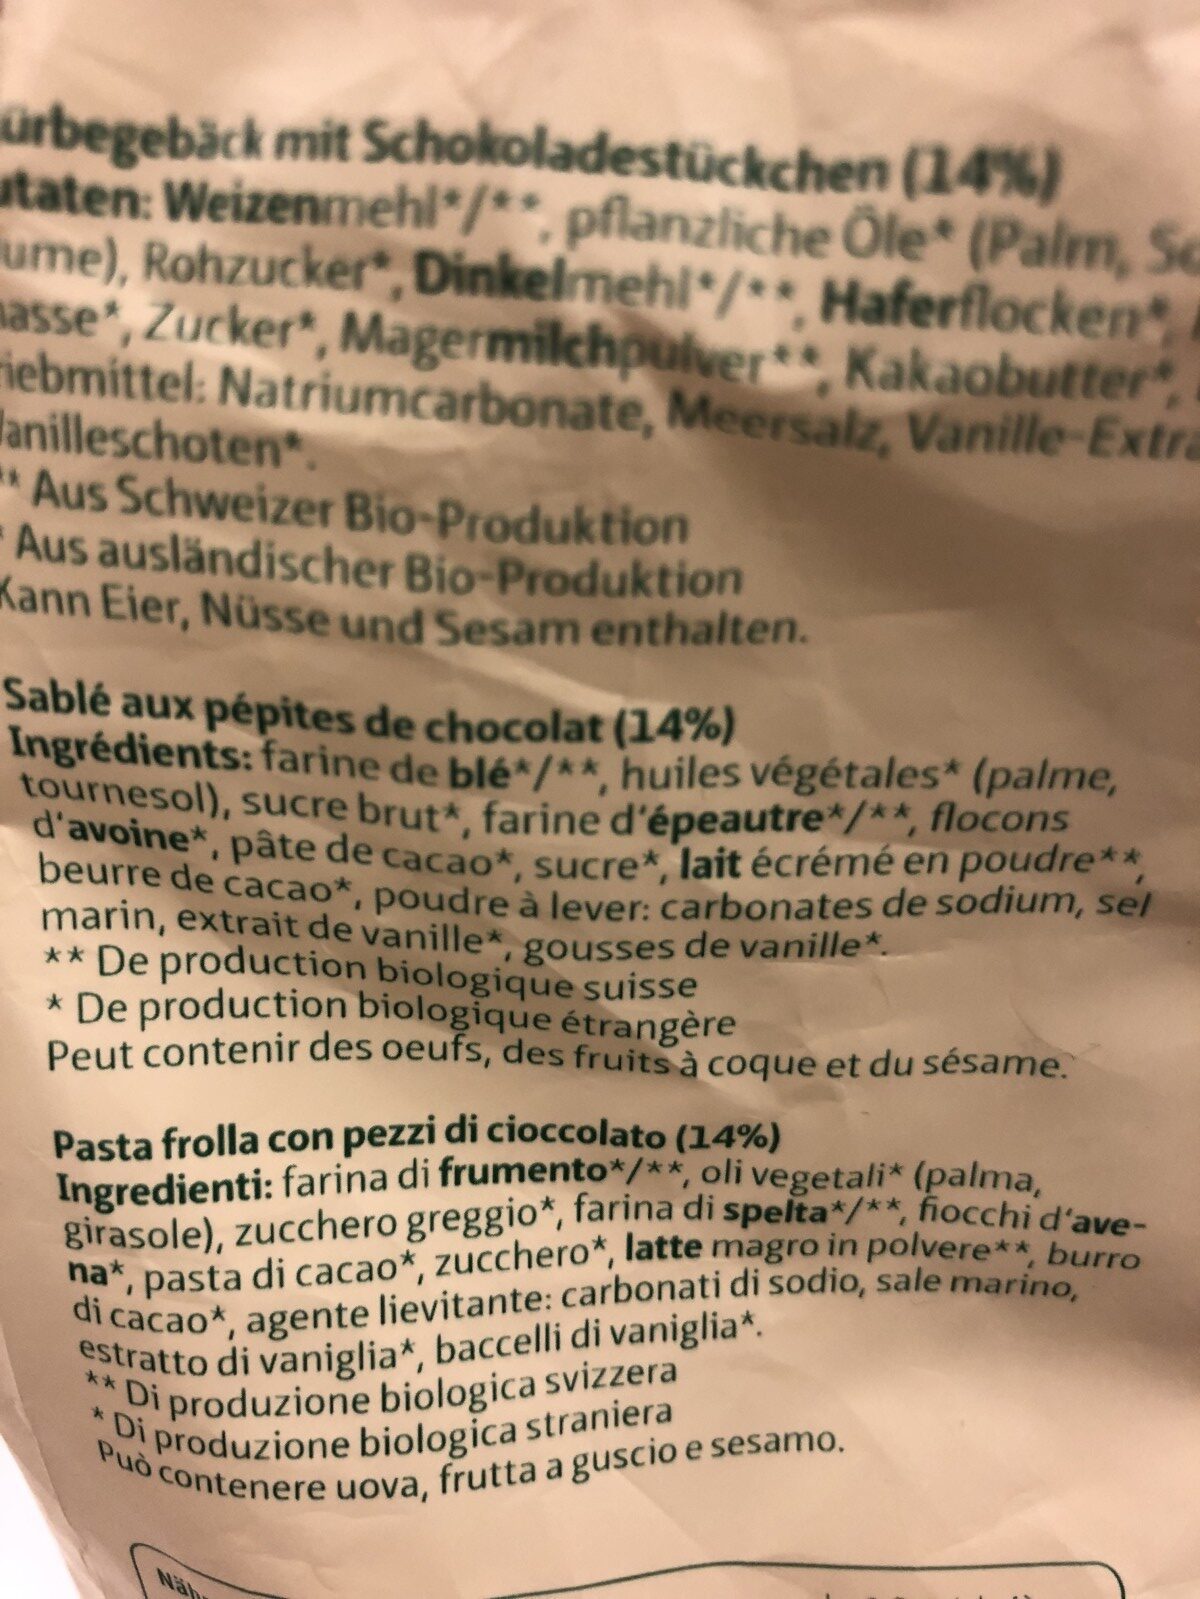 ürbegebäck mit Schokoladestückchen (14%)
utaten: Weizenmehl*/**, pflanzliche Öle* (Palm, So
ume), Rohzucker*, Dinkelmehl*/**, Haferflocken*,
asse*, Zucker*, Magermilchpulver**, Kakaobutter*,
riebmittel: Natriumcarbonate, Meersalz, Vanille-Extra
Vanilleschoten*.
** Aus Schweizer Bio-Produktion
* Aus ausländischer Bio-Produktion
Kann Eier, Nüsse und Sesam enthalten.
Sablé aux pépites de chocolat (14%)
Ingrédients: farine de blé*/**, huiles végétales* (palme,
tournesol), sucre brut*, farine d'épeautre*/**, flocons
d'avoine*, pâte de cacao*, sucre*, lait écrémé en poudre**,
beurre de cacao*, poudre à lever: carbonates de sodium, sel
marin, extrait de vanille*, gousses de vanille*.
** De production biologique suisse
* De production biologique étrangère
Peut contenir des oeufs, des fruits à coque et du sésame.
Pasta frolla con pezzi di cioccolato (14%)
Ingredienti: farina di frumento*/**, oli vegetali* (palma,
girasole), zucchero greggio*, farina di spelta*/**, fiocchi d'ave-
na*, pasta di cacao*, zucchero*, latte magro in polvere**, burro
di cacao*, agente lievitante: carbonati di sodio, sale marino,
estratto di vaniglia*, baccelli di vaniglia*.
** Di produzione biologica svizzera
* Di produzione biologica straniera
Può contenere uova, frutta a guscio e sesamo.
Näh